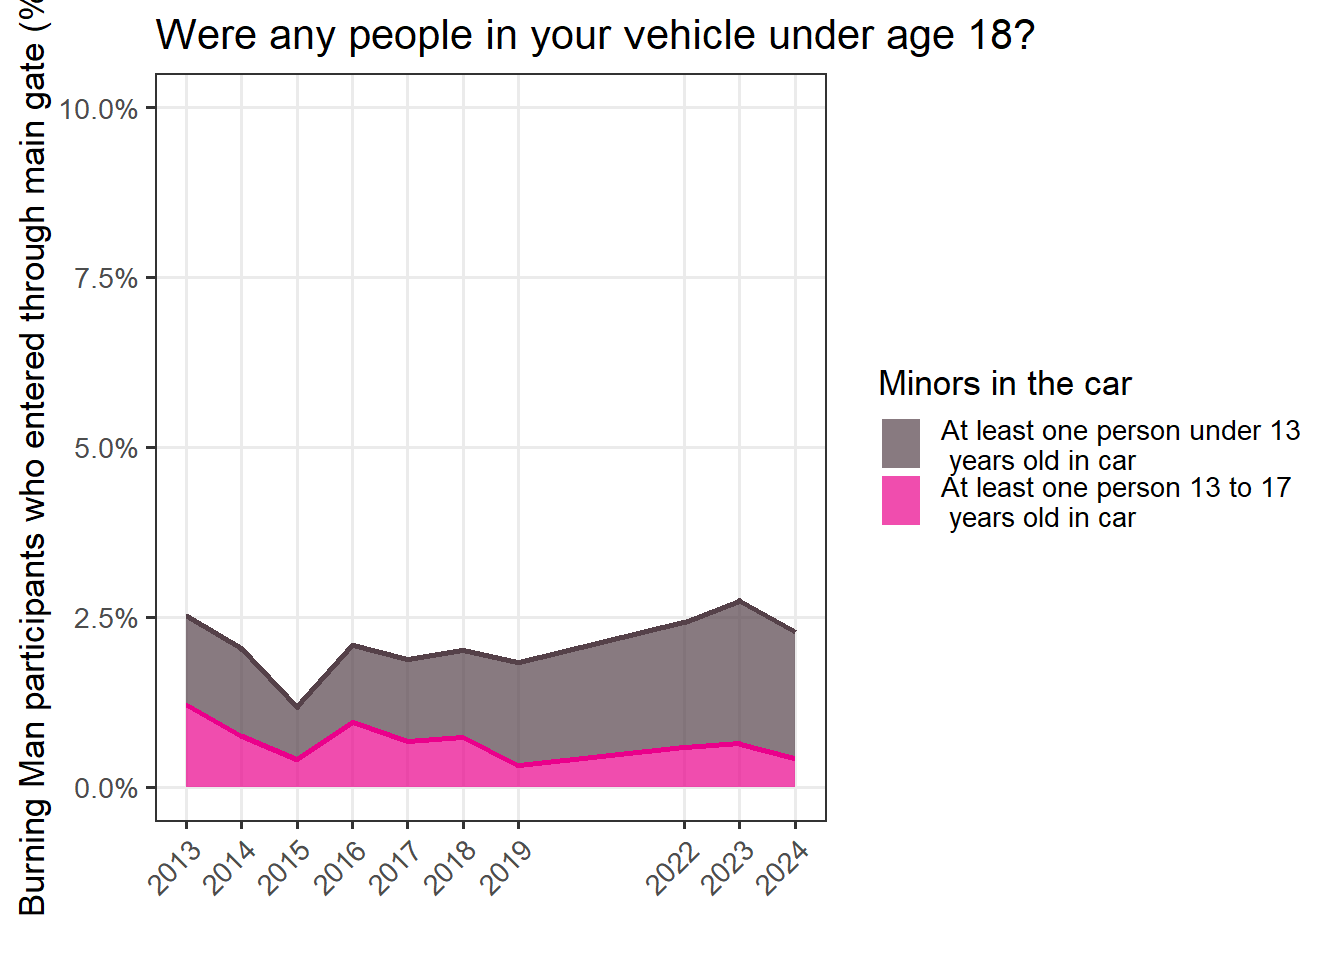 Were any people in your vehicle under age 18?
Burning Man participants who entered through main gate (%
10.0%
7.5%
5.0%
2.5%
0.0%
2013
2014
2015
2016
2017
2018
2019
2022
2023
2024
Minors in the car
At least one person under 13
years old in car
At least one person 13 to 17
years old in car